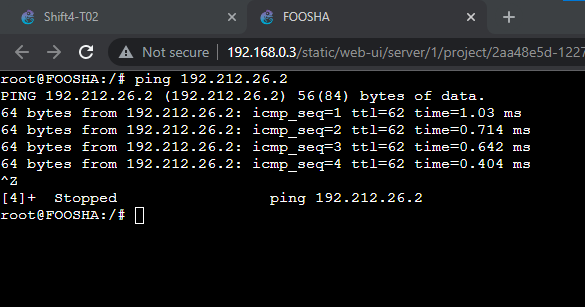 Shift4-T02
FOOSHA
Not secure | 192.168.0.3/static/web-ui/server/1/project/2aa48e5d-1227
root@FOOSHA:/# ping 192.212.26.2
PING 192.212.26.2 (192.212.26.2) 56(84) bytes of data.
64 bytes from 192.212.26.2: icmp_seq=1 ttl=62 time=1.03 ms
64 bytes from 192.212.26.2: icmp_seq=2 ttl=62 time=0.714 ms
64 bytes from 192.212.26.2: icmp_seq=3 ttl=62 time=0.642 ms
64 bytes from 192.212.26.2: icmp_seq=4 ttl=62 time=0.404 ms
^Z
[4]+  Stopped                 ping 192.212.26.2
root@FOOSHA:/#